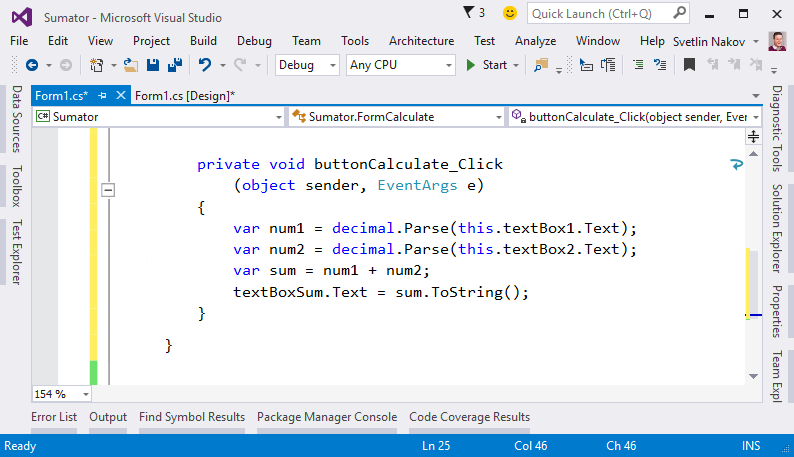 Sumator - Microsoft Visual Studio
3
Quick Launch (Ctrl+Q)
File Edit View Project Build Debug Team Tools Architecture Test Analyze Window Help Svetlin Nakov
Debug Any CPU Start
Form1.cs* Form1.cs [Design]*
C# Sumator Sumator.FormCalculate buttonCalculate_Click(object sender, Even
Data Sources
Toolbox
Test Explorer
private void buttonCalculate_Click
(object sender, EventArgs e)
{
var num1 = decimal.Parse(this.textBox1.Text);
var num2 = decimal.Parse(this.textBox2.Text);
var sum = num1 + num2;
textBoxSum.Text = sum.ToString();
}
}
Diagnostic Tools
Solution Explorer
Properties
Team Expl
154 %
Error List Output Find Symbol Results Package Manager Console Code Coverage Results
Ready Ln 25 Col 46 Ch 46 INS